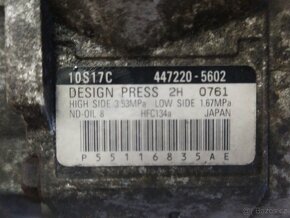 10S17C 447220-5602
DESIGN PRESS 2H 0761
HIGH SIDE 3.53MPa LOW SIDE 1.67MPa
ND-OIL 8 HFC134a JAPAN
P55116835AE